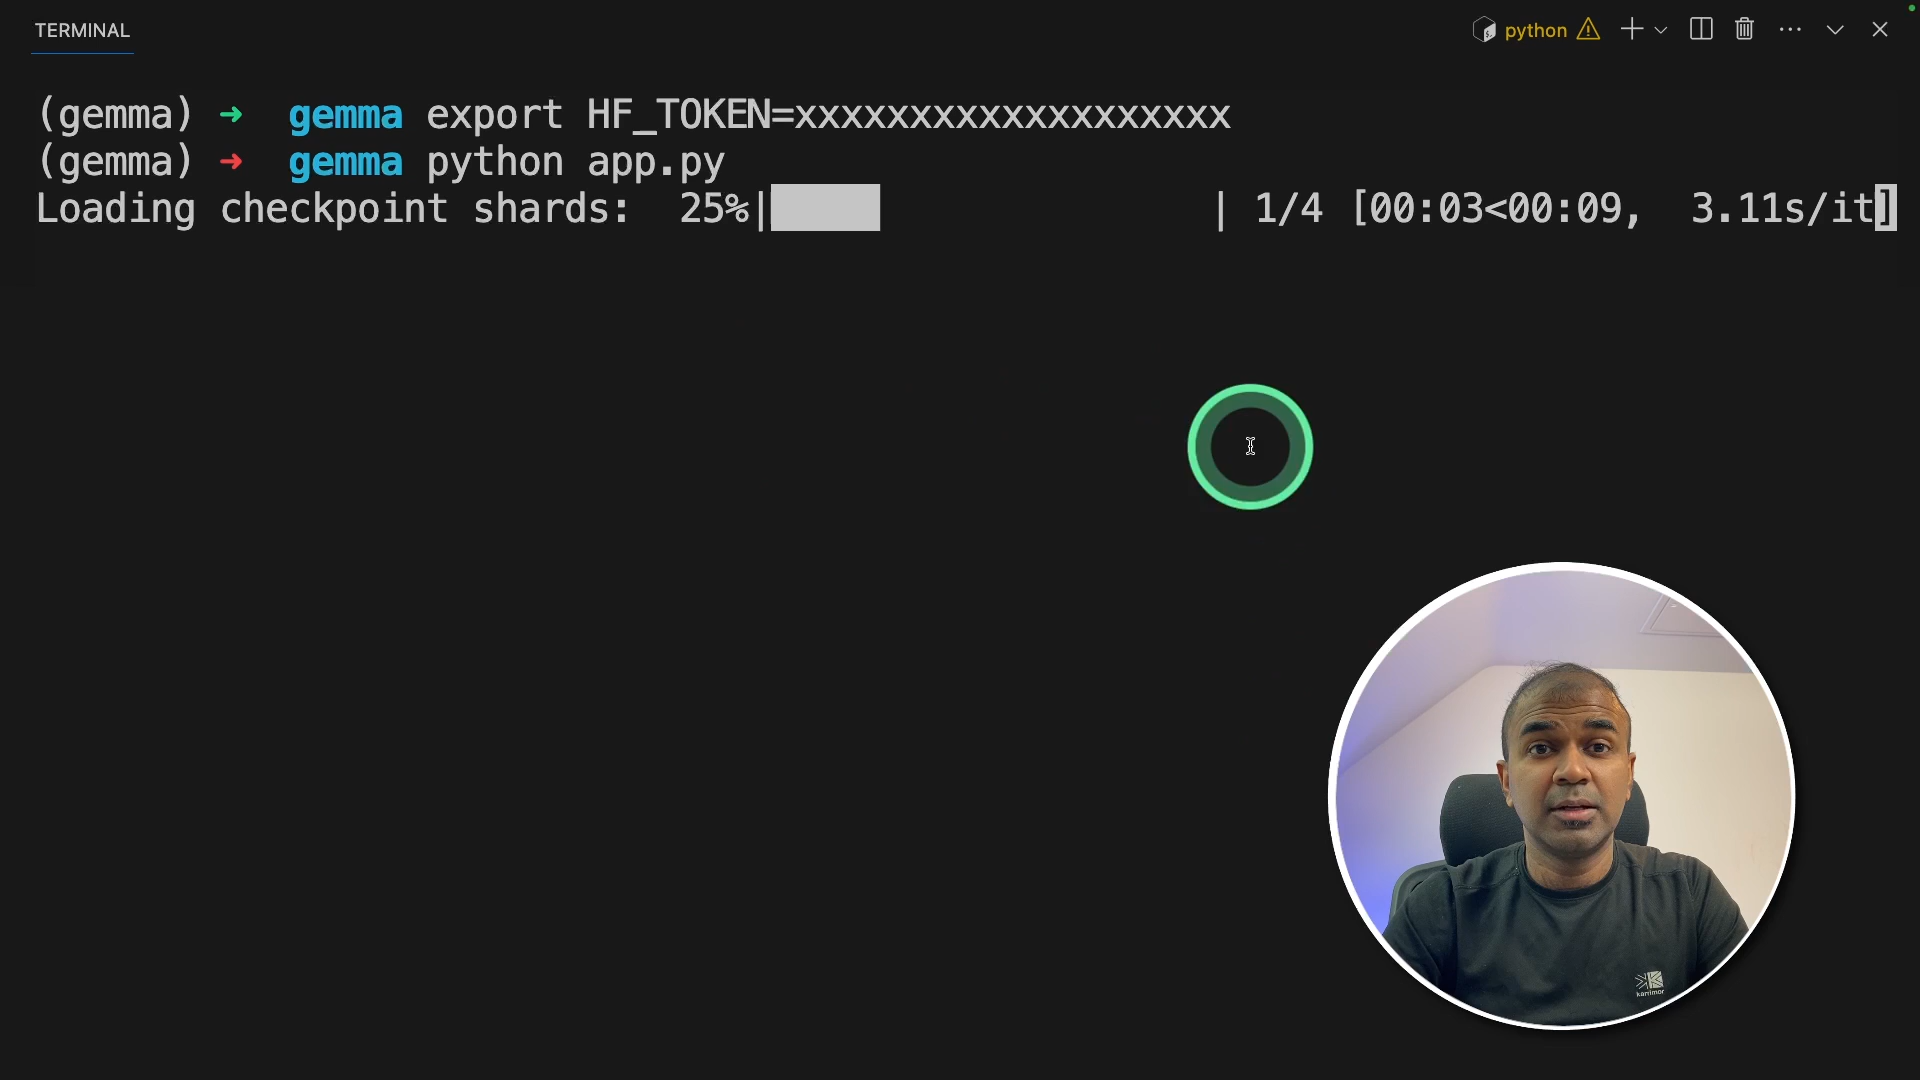 TERMINAL
python
(gemma) ➜ gemma export HF_TOKEN=xxxxxxxxxxxxxxxxxxx
(gemma) ➜ gemma python app.py
Loading checkpoint shards: 25%| | 1/4 [00:03<00:09, 3.11s/it]
karrimor